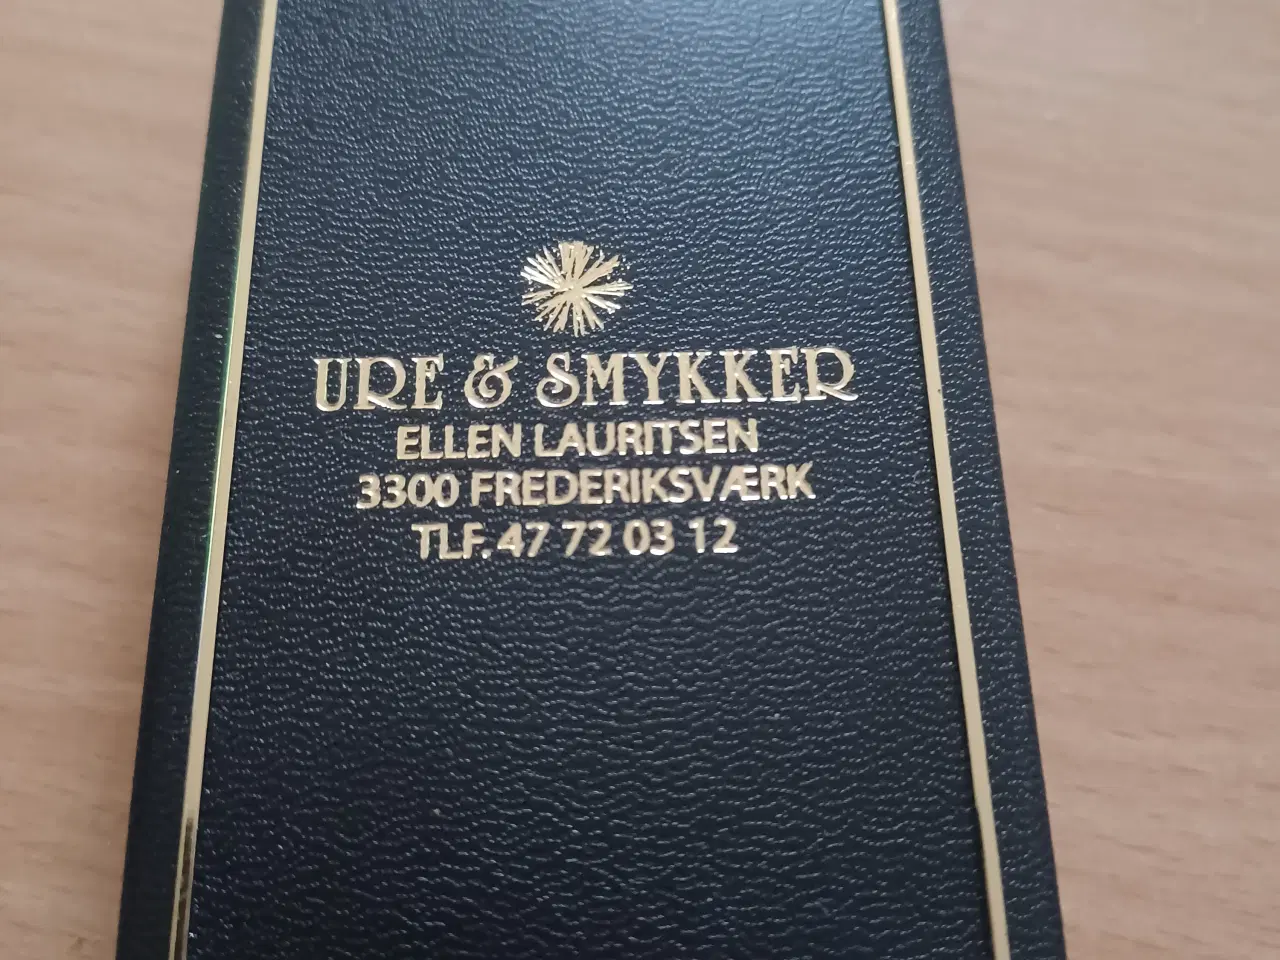 URE & SMYKKER
ELLEN LAURITSEN
3300 FREDERIKSVÆRK
TLF. 47 72 03 12